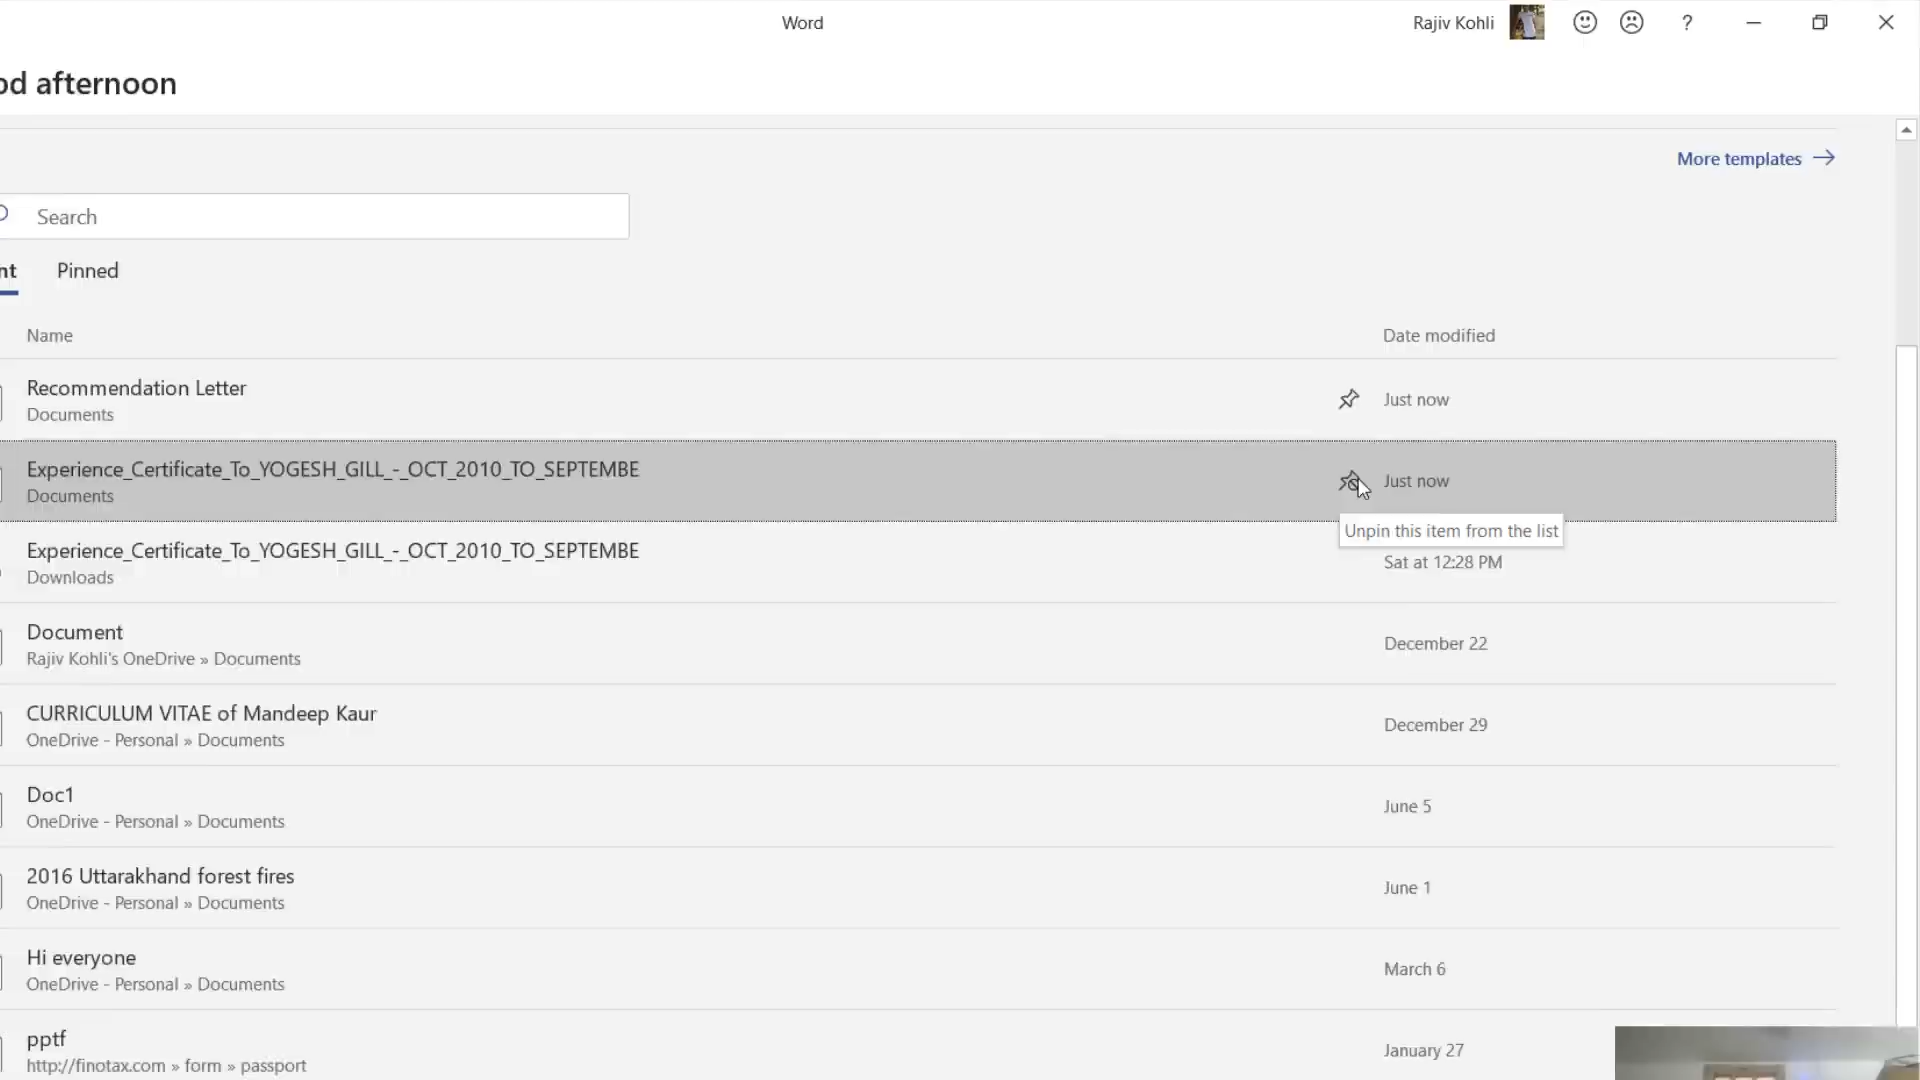 Word
Rajiv Kohli
?
od afternoon
More templates
Search
nt
Pinned
Name
Date modified
Recommendation Letter
Documents
Just now
Experience_Certificate_To_YOGESH_GILL_-_OCT_2010_TO_SEPTEMBE
Documents
Just now
Unpin this item from the list
Experience_Certificate_To_YOGESH_GILL_-_OCT_2010_TO_SEPTEMBE
Downloads
Sat at 12:28 PM
Document
Rajiv Kohli's OneDrive » Documents
December 22
CURRICULUM VITAE of Mandeep Kaur
OneDrive - Personal » Documents
December 29
Doc1
OneDrive - Personal » Documents
June 5
2016 Uttarakhand forest fires
OneDrive - Personal » Documents
June 1
Hi everyone
OneDrive - Personal » Documents
March 6
pptf
http://finotax.com » form » passport
January 27